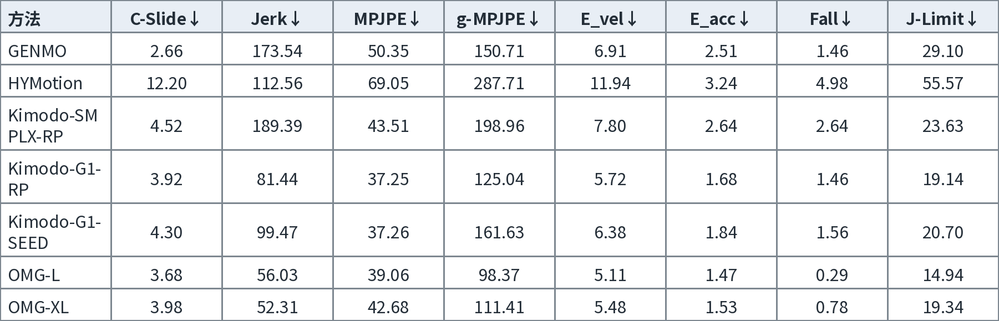 方法 C-Slide↓ Jerk↓ MPJPE↓ g-MPJPE↓ E_vel↓ E_acc↓ Fall↓ J-Limit↓
GENMO 2.66 173.54 50.35 150.71 6.91 2.51 1.46 29.10
HYMotion 12.20 112.56 69.05 287.71 11.94 3.24 4.98 55.57
Kimodo-SM
PLX-RP 4.52 189.39 43.51 198.96 7.80 2.64 2.64 23.63
Kimodo-G1-
RP 3.92 81.44 37.25 125.04 5.72 1.68 1.46 19.14
Kimodo-G1-
SEED 4.30 99.47 37.26 161.63 6.38 1.84 1.56 20.70
OMG-L 3.68 56.03 39.06 98.37 5.11 1.47 0.29 14.94
OMG-XL 3.98 52.31 42.68 111.41 5.48 1.53 0.78 19.34